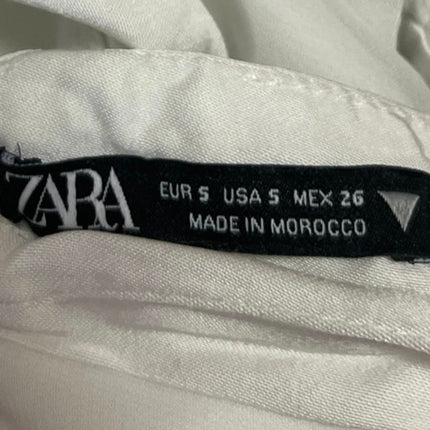 ZARA
EUR S USA S MEX 26
MADE IN MOROCCO